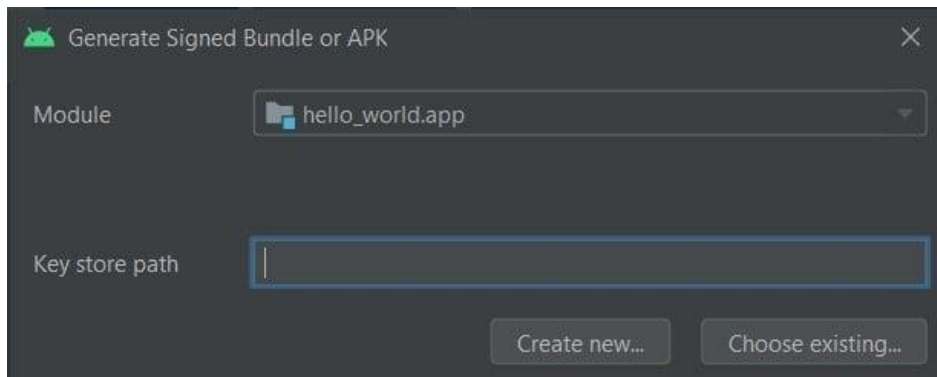 Generate Signed Bundle or APK
Module
hello_world.app
Key store path
Create new...
Choose existing...